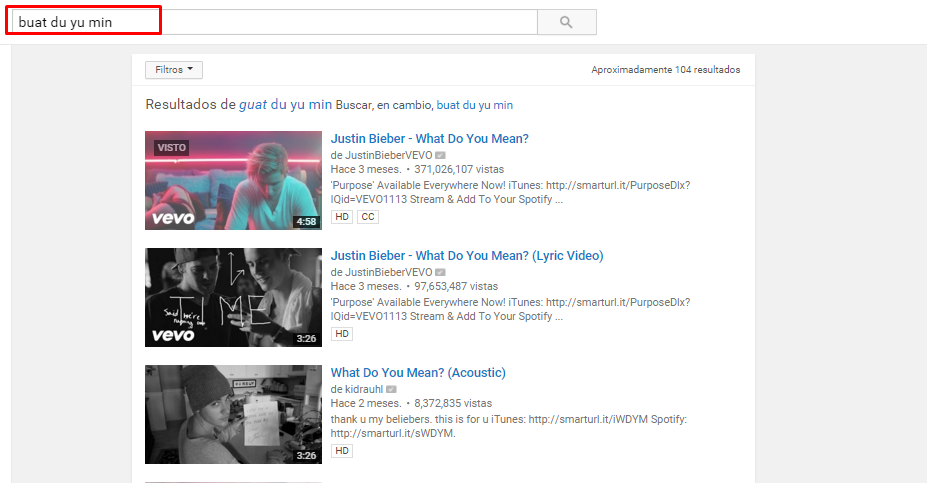 buat du yu min
Filtros
Aproximadamente 104 resultados
Resultados de guat du yu min Buscar, en cambio, buat du yu min
VISTO
vevo
4:58
Justin Bieber - What Do You Mean?
de JustinBieberVEVO
Hace 3 meses. • 371,026,107 vistas
'Purpose' Available Everywhere Now! iTunes: http://smarturl.it/PurposeDlx?
IQid=VEVO1113 Stream & Add To Your Spotify ...
HD CC
TIME
vevo
3:26
Justin Bieber - What Do You Mean? (Lyric Video)
de JustinBieberVEVO
Hace 3 meses. • 97,653,487 vistas
'Purpose' Available Everywhere Now! iTunes: http://smarturl.it/PurposeDlx?
IQid=VEVO1113 Stream & Add To Your Spotify ...
HD
3:26
What Do You Mean? (Acoustic)
de kidrauhl
Hace 2 meses. • 8,372,835 vistas
thank u my beliebers. this is for u iTunes: http://smarturl.it/iWDYM Spotify:
http://smarturl.it/sWDYM.
HD